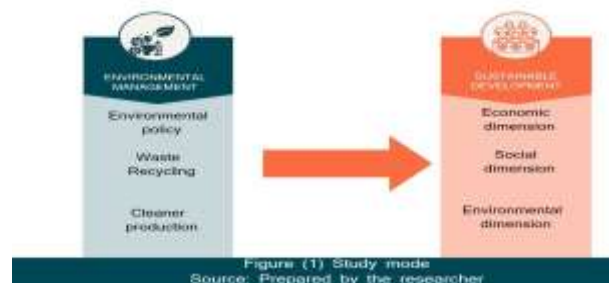 ENVIRONMENTAL
MANAGEMENT
Environmental
policy
Waste
Recycling
Cleaner
production
SUSTAINABLE
DEVELOPMENT
Economic
dimension
Social
dimension
Environmental
dimension
Figure (1) Study mode
Source: Prepared by the researcher